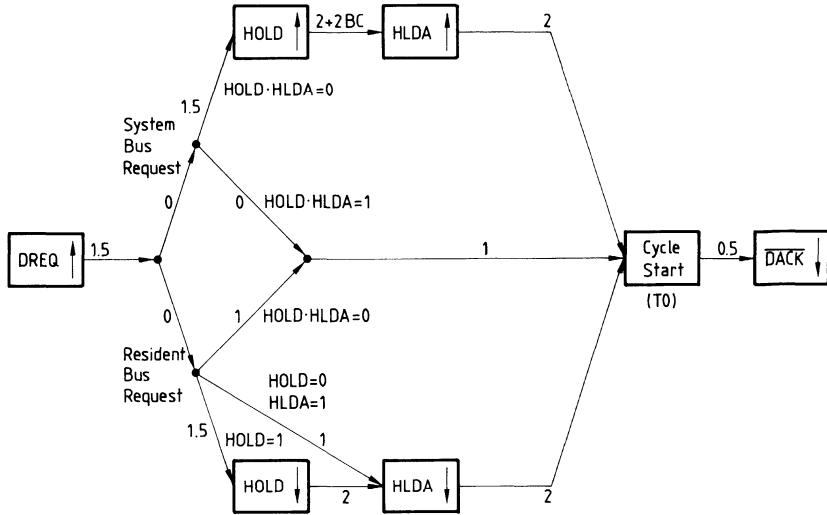 HOLD ↑
2+2BC
HLDA ↑
2
1.5
HOLD·HLDA=0
System
Bus
Request
0
0
HOLD·HLDA=1
DREQ ↑
1.5
1
Cycle
Start
(T0)
0.5
DACK ↓
0
1
HOLD·HLDA=0
Resident
Bus
Request
HOLD=0
HLDA=1
1.5
HOLD=1
1
HOLD ↓
2
HLDA ↓
2